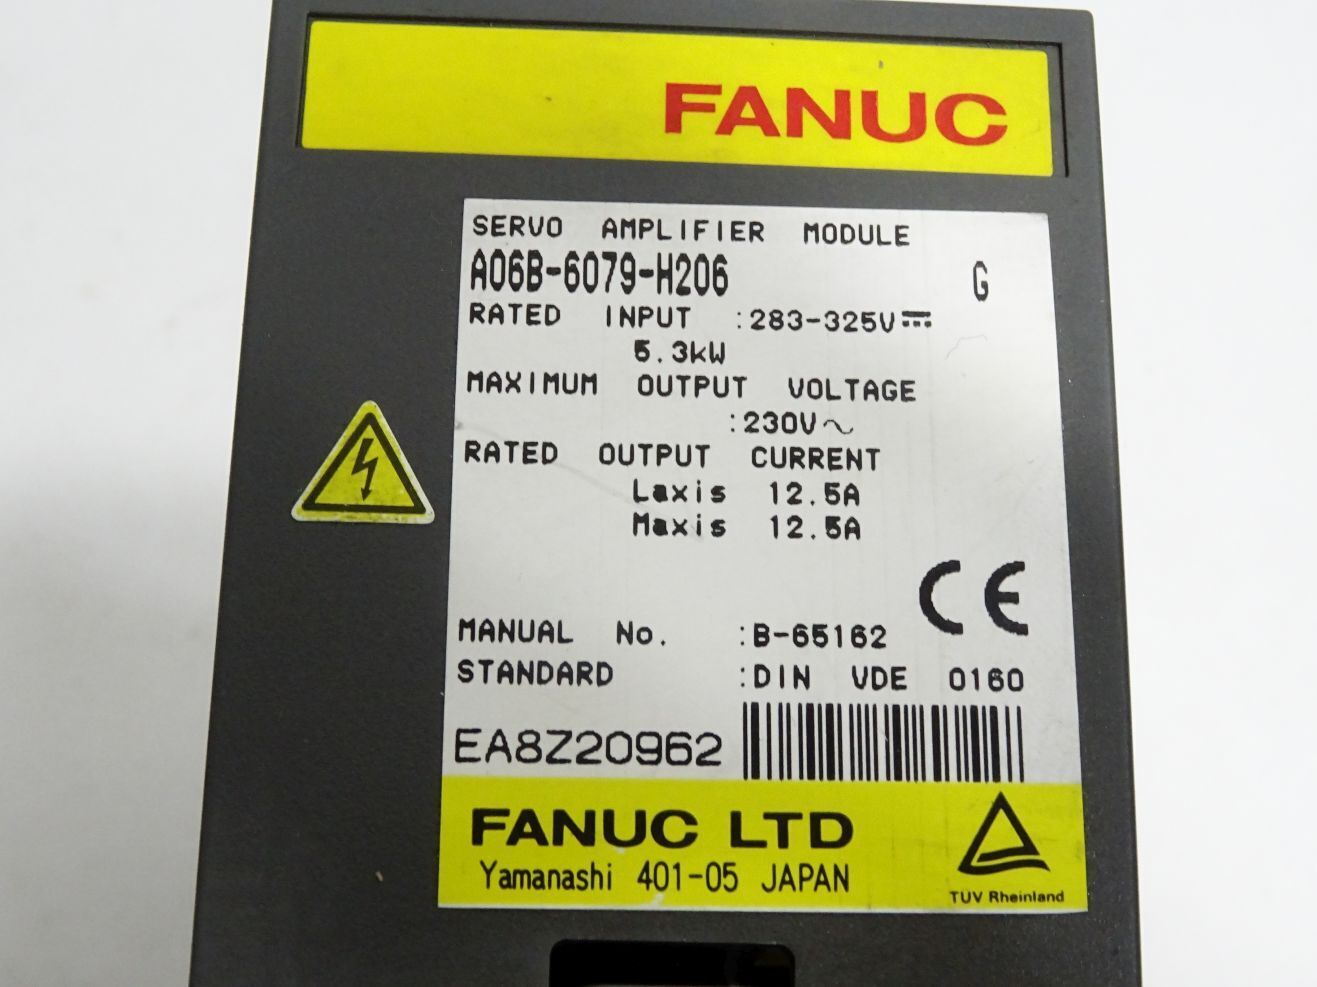 FANUC
SERVO AMPLIFIER MODULE
A06B-6079-H206 G
RATED INPUT :283-325V⎓
5.3kW
MAXIMUM OUTPUT VOLTAGE
:230V~
RATED OUTPUT CURRENT
Laxis 12.5A
Maxis 12.5A
CE
MANUAL No. :B-65162
STANDARD :DIN VDE 0160
EA8Z20962
FANUC LTD
Yamanashi 401-05 JAPAN
TÜV Rheinland